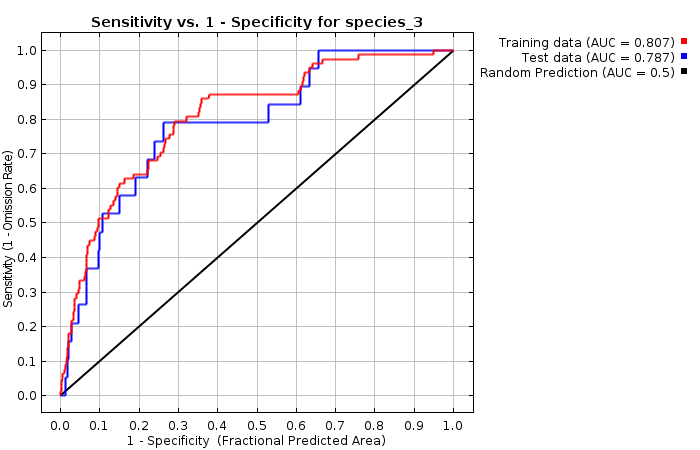 Sensitivity vs. 1 - Specificity for species_3
Training data (AUC = 0.807)
Test data (AUC = 0.787)
Random Prediction (AUC = 0.5)
Sensitivity (1 - Omission Rate)
1.0
0.9
0.8
0.7
0.6
0.5
0.4
0.3
0.2
0.1
0.0
0.0 0.1 0.2 0.3 0.4 0.5 0.6 0.7 0.8 0.9 1.0
1 - Specificity (Fractional Predicted Area)